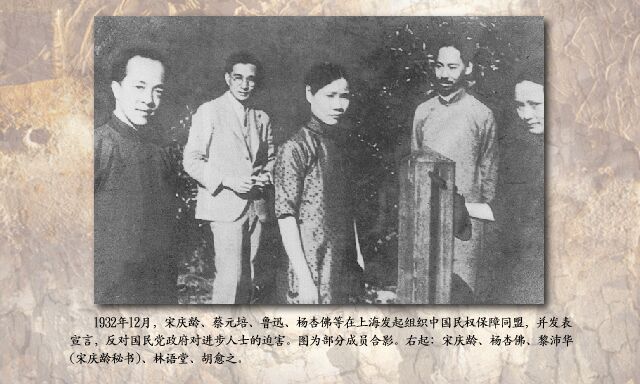 1932年12月，宋庆龄、蔡元培、鲁迅、杨杏佛等在上海发起组织中国民权保障同盟，并发表
宣言，反对国民党政府对进步人士的迫害。图为部分成员合影。右起：宋庆龄、杨杏佛、黎沛华
(宋庆龄秘书)、林语堂、胡愈之。